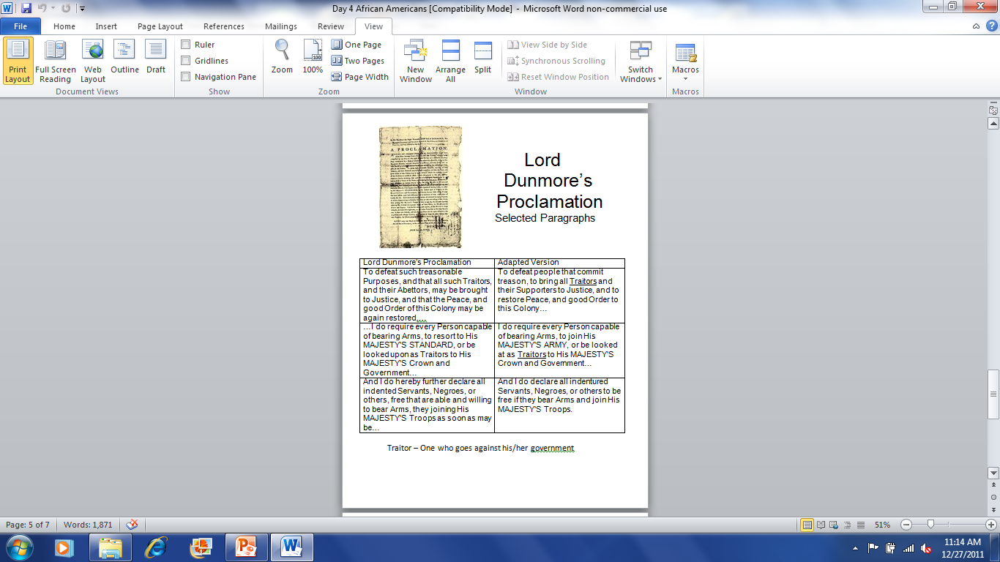 Day 4 African Americans [Compatibility Mode] - Microsoft Word non-commercial use
File Home Insert Page Layout References Mailings Review View
Print Layout
Full Screen Reading
Web Layout
Outline
Draft
Document Views
Ruler
Gridlines
Navigation Pane
Show
Zoom
100
100%
One Page
Two Pages
Page Width
Zoom
New Window
Arrange All
Split
View Side by Side
Synchronous Scrolling
Reset Window Position
Window
Switch Windows
Macros
Macros
A PROCLAMATION.
Lord
Dunmore's
Proclamation
Selected Paragraphs
Lord Dunmore's Proclamation
Adapted Version
To defeat such treasonable
Purposes, and that all such Traitors,
and their Abettors, may be brought
to Justice, and that the Peace, and
good Order of this Colony may be
again restored,...
To defeat people that commit
treason, to bring all Traitors and
their Supporters to Justice, and to
restore Peace, and good Order to
this Colony…
…I do require every Person capable
of bearing Arms, to resort to His
MAJESTY'S STANDARD, or be
looked upon as Traitors to His
MAJESTY'S Crown and
Government…
I do require every Person capable
of bearing Arms, to join His
MAJESTY'S ARMY, or be looked
at as Traitors to His MAJESTY'S
Crown and Government…
And I do hereby further declare all
indented Servants, Negroes, or
others, free that are able and willing
to bear Arms, they joining His
MAJESTY'S Troops as soon as may
be…
And I do declare all indentured
Servants, Negroes, or others to be
free if they bear Arms and join His
MAJESTY'S Troops.
Traitor – One who goes against his/her government
Page: 5 of 7 Words: 1,871 51%
11:14 AM
12/27/2011